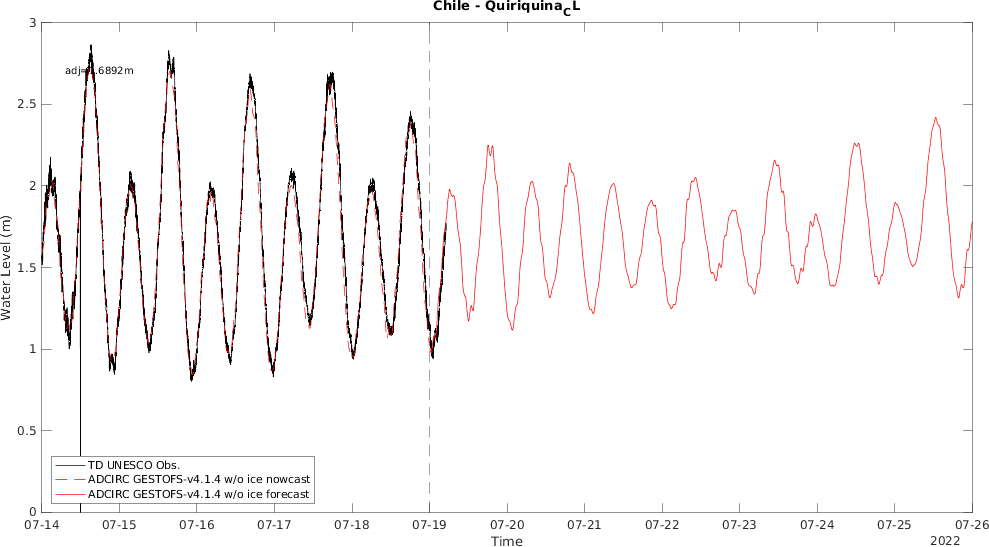 Chile - Quiriquina_CL
3
adj=1.6892m
2.5
2
1.5
1
0.5
0
Water Level (m)
TD UNESCO Obs.
ADCIRC GESTOFS-v4.1.4 w/o ice nowcast
ADCIRC GESTOFS-v4.1.4 w/o ice forecast
07-14 07-15 07-16 07-17 07-18 07-19 07-20 07-21 07-22 07-23 07-24 07-25 07-26
Time
2022